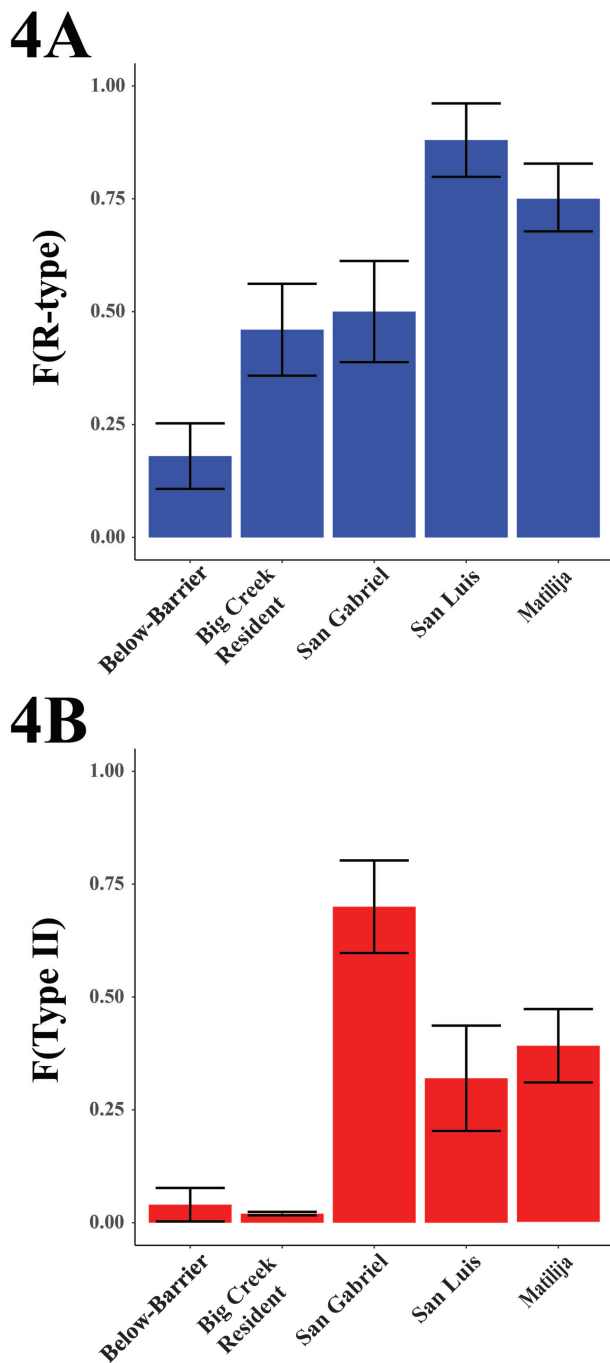 4A
F(R-type)
1.00
0.75
0.50
0.25
0.00
Below-Barrier
Big Creek
Resident
San Gabriel
San Luis
Matilija
4B
F(Type II)
1.00
0.75
0.50
0.25
0.00
Below-Barrier
Big Creek
Resident
San Gabriel
San Luis
Matilija